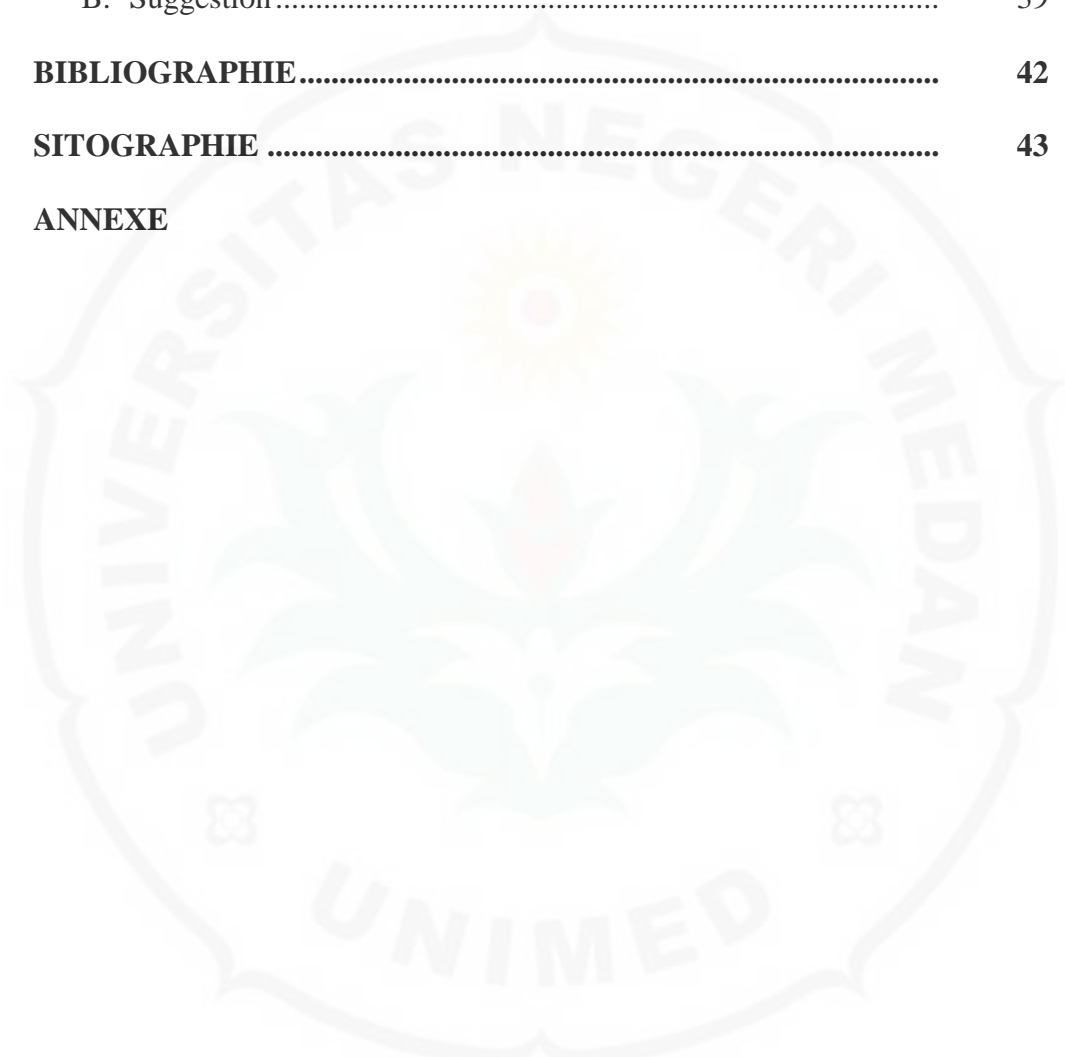 B. Suggestion........................................................................................ 39
BIBLIOGRAPHIE.............................................................................. 42
SITOGRAPHIE .................................................................................. 43
ANNEXE
UNIVERSITAS NEGERI MEDAN
UNIMED